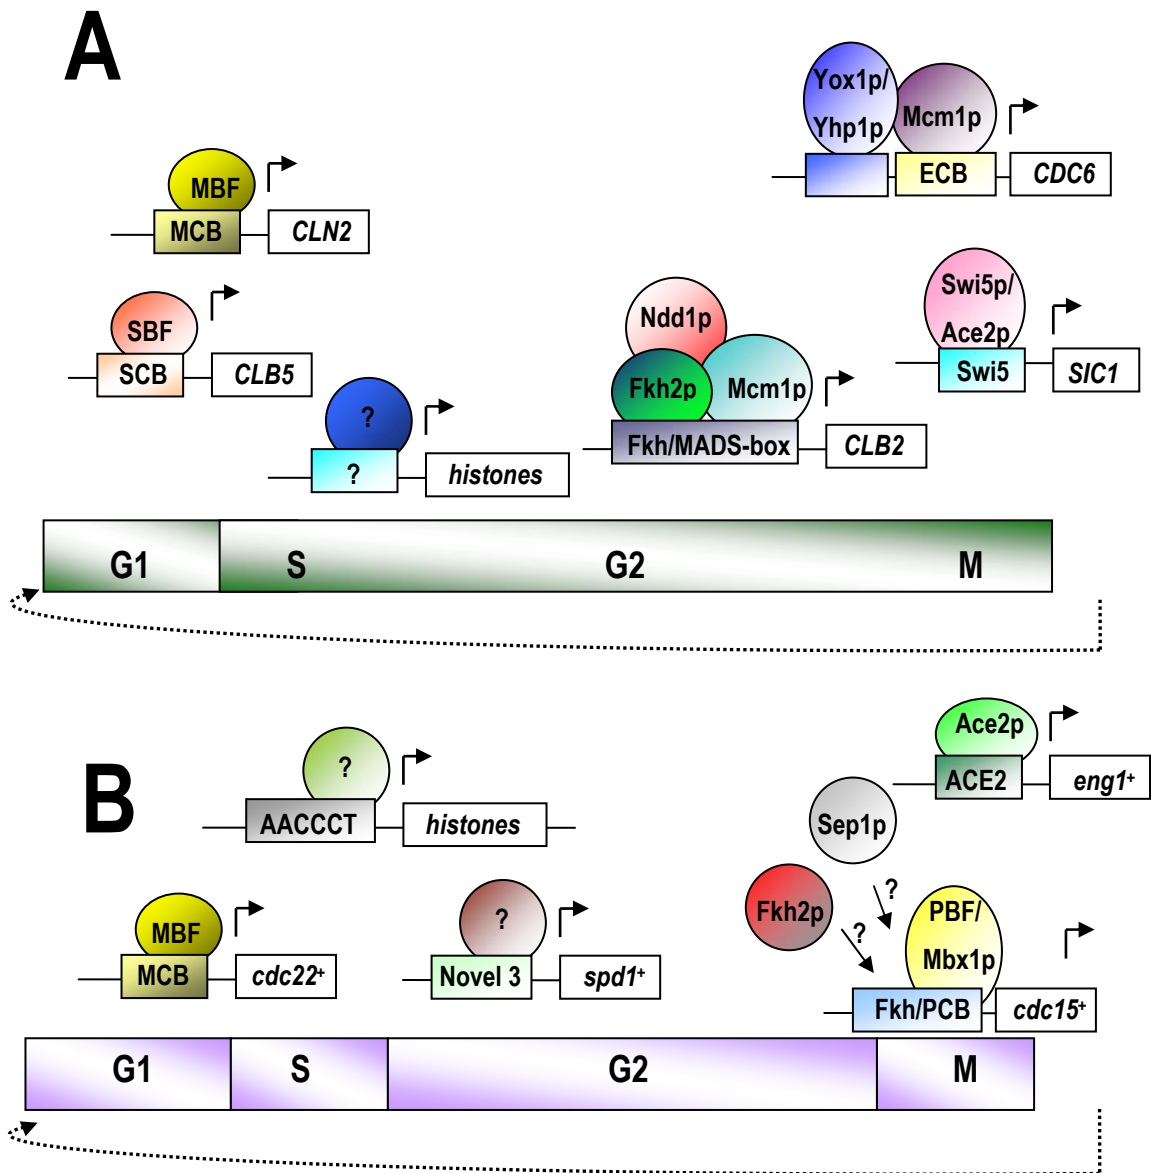 A
Yox1p/
Yhp1p
Mcm1p
ECB
CDC6
MBF
MCB
CLN2
Swi5p/
Ace2p
Swi5
SIC1
SBF
SCB
CLB5
Ndd1p
Fkh2p
Mcm1p
Fkh/MADS-box
CLB2
?
?
histones
G1 S G2 M
B
?
AACCCT
histones
Ace2p
ACE2
eng1+
Sep1p
Fkh2p
?
?
PBF/
Mbx1p
Fkh/PCB
cdc15+
MBF
MCB
cdc22+
?
Novel 3
spd1+
G1 S G2 M